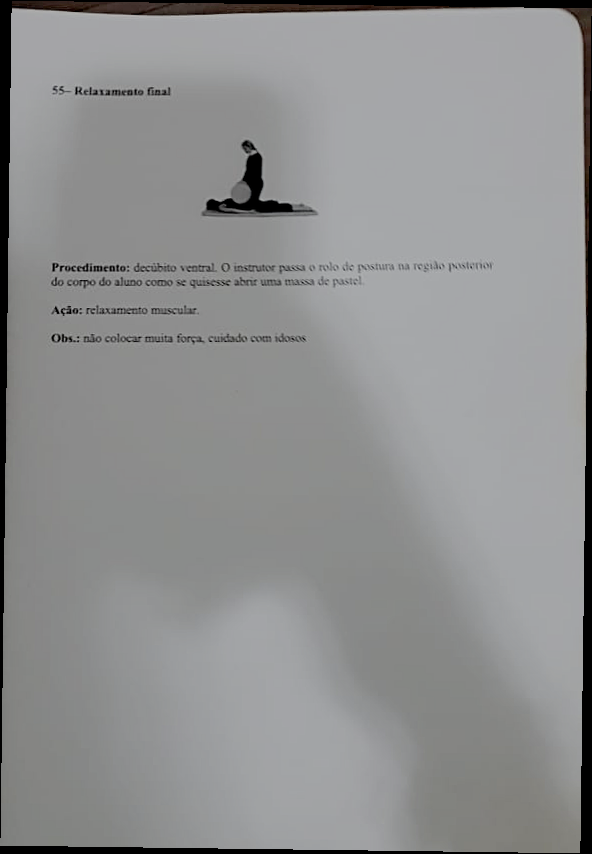 55– Relaxamento final
Procedimento: decúbito ventral. O instrutor passa o rolo de postura na região posterior
do corpo do aluno como se quisesse abrir uma massa de pastel.
Ação: relaxamento muscular.
Obs.: não colocar muita força, cuidado com idosos